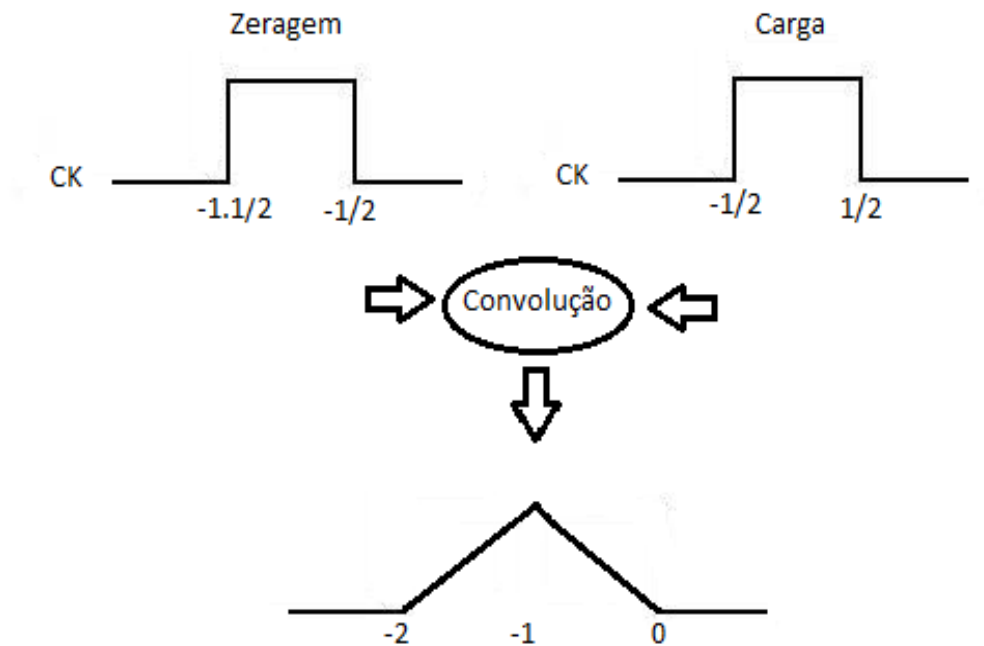 Zeragem
Carga
CK
CK
-1.1/2
-1/2
-1/2
1/2
Convolução
-2
-1
0